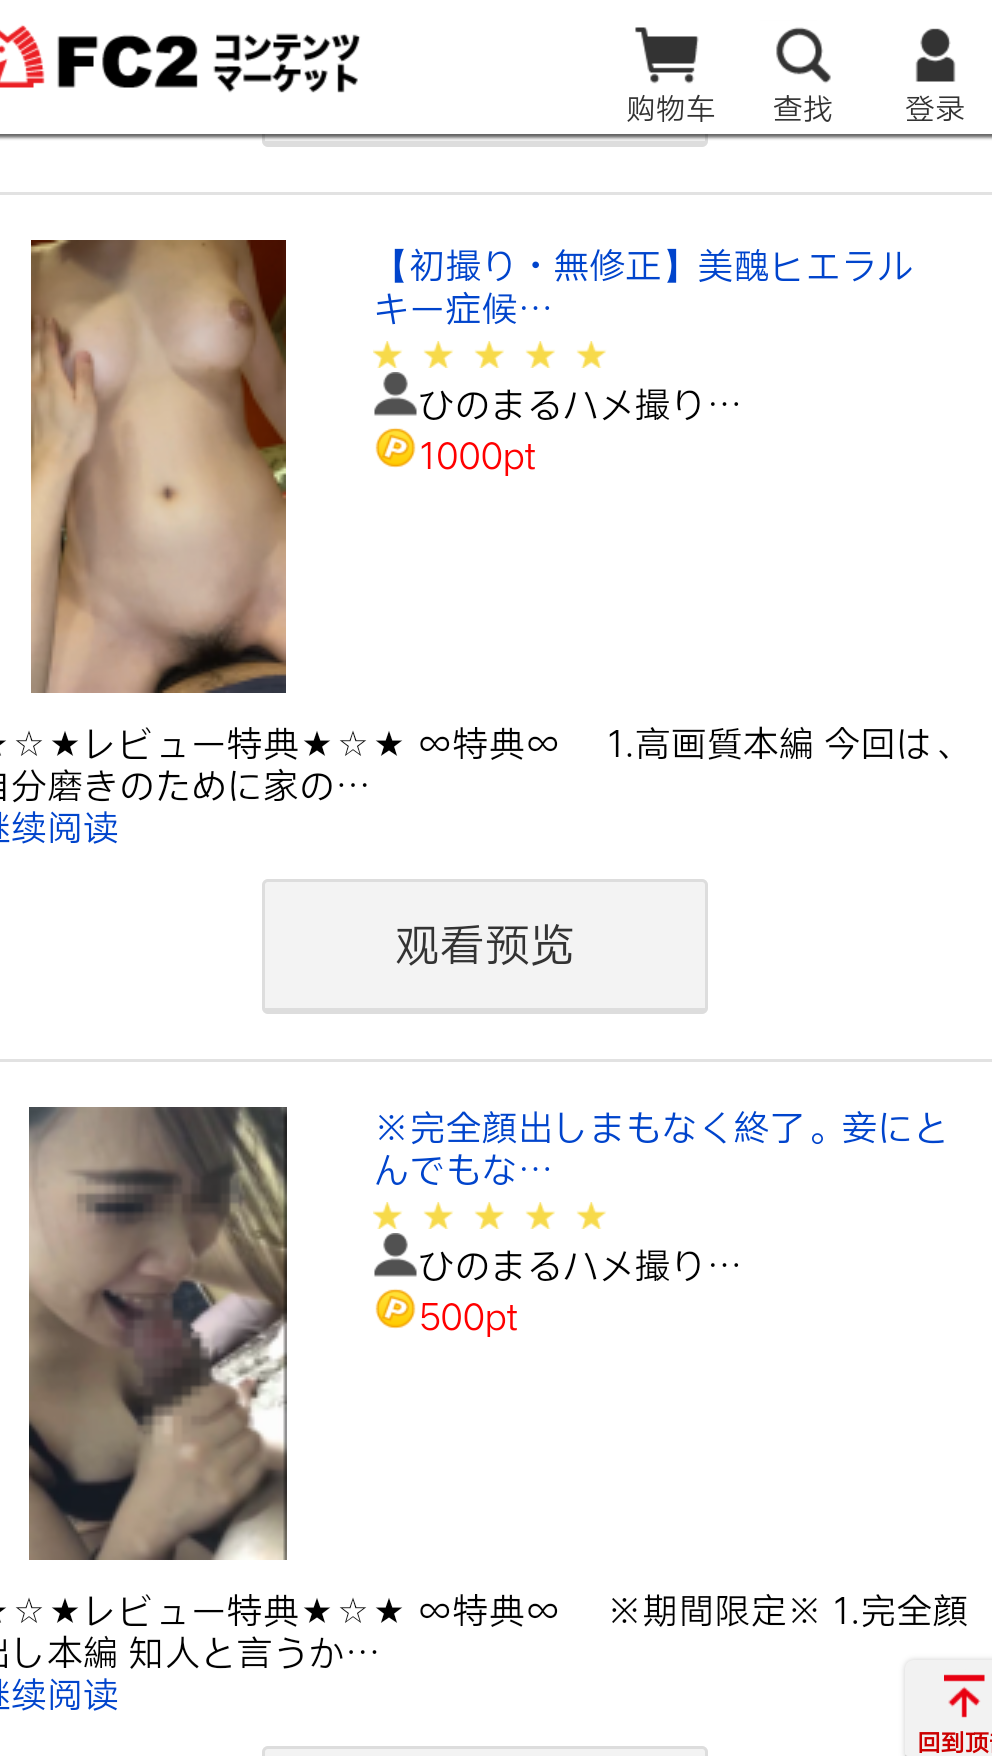 FC2 コンテンツ
マーケット
购物车
查找
登录
【初撮り・無修正】美醜ヒエラル
キー症候…
ひのまるハメ撮り…
1000pt
☆★レビュー特典★☆★ ∞特典∞ 1.高画質本編 今回は、
自分磨きのために家の…
继续阅读
观看预览
※完全顔出しまもなく終了。妾にと
んでもな…
ひのまるハメ撮り…
500pt
☆★レビュー特典★☆★ ∞特典∞ ※期間限定※ 1.完全顔
出し本編 知人と言うか…
继续阅读
回到顶